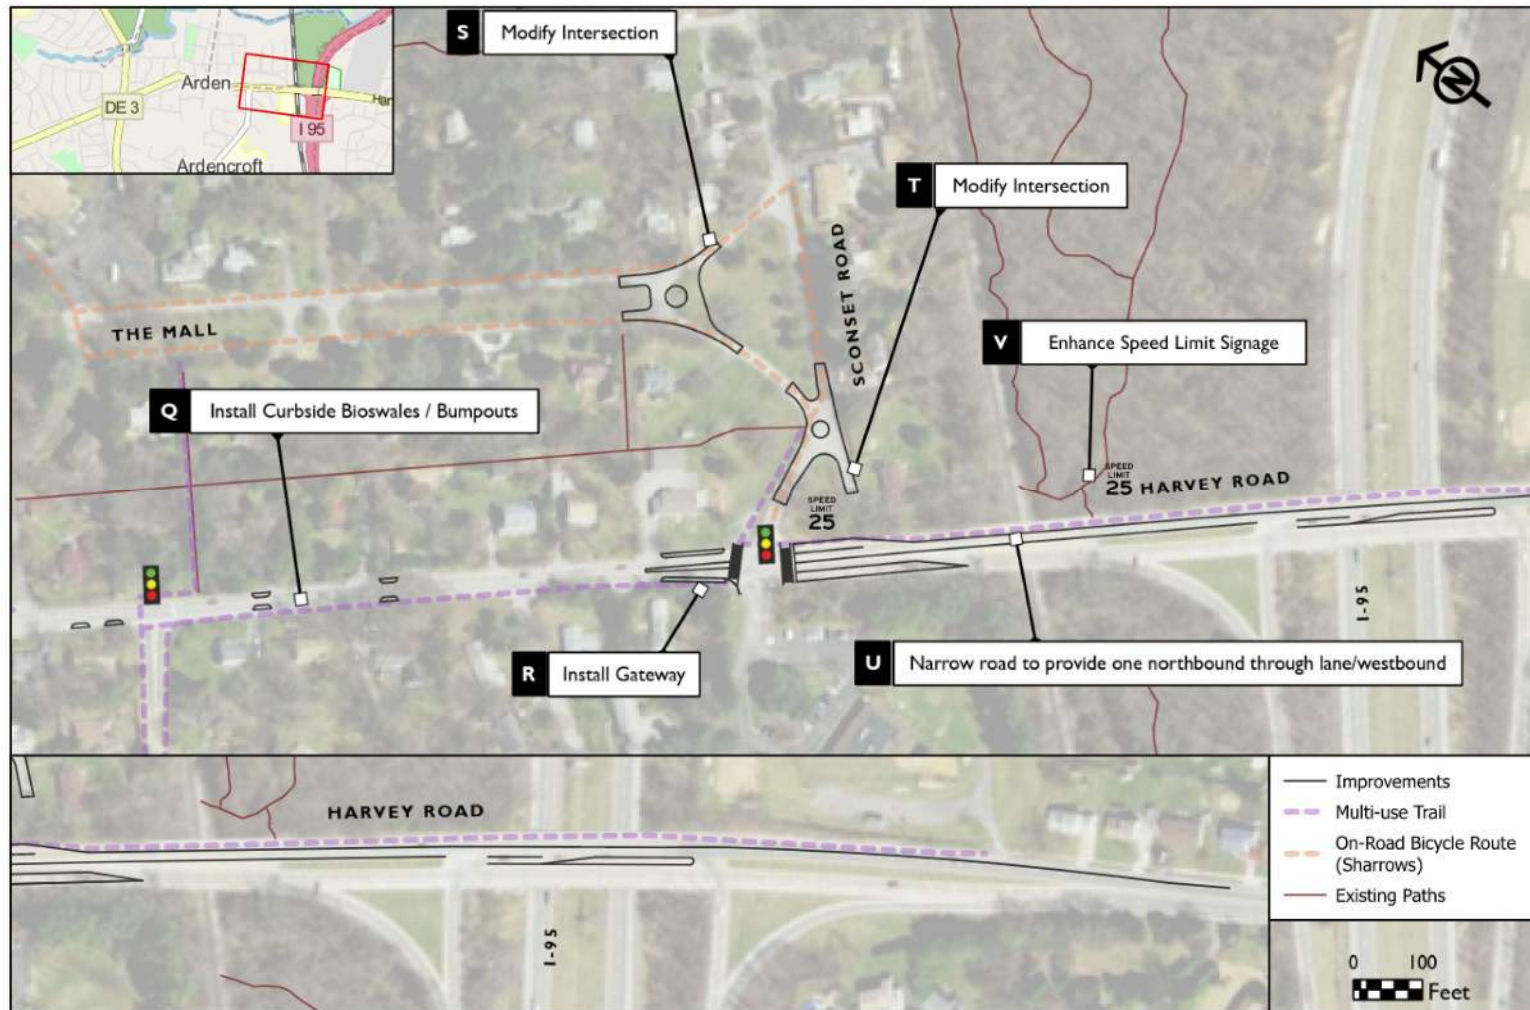 S Modify Intersection
N
Arden
DE 3
Har
I 95
Ardencroft
T Modify Intersection
SCONSET ROAD
THE MALL
V Enhance Speed Limit Signage
Q Install Curbside Bioswales / Bumpouts
SPEED
LIMIT
25
HARVEY ROAD
SPEED
LIMIT
25
I-95
R Install Gateway
U Narrow road to provide one northbound through lane/westbound
HARVEY ROAD
I-95
Improvements
Multi-use Trail
On-Road Bicycle Route
(Sharrows)
Existing Paths
0 100
Feet